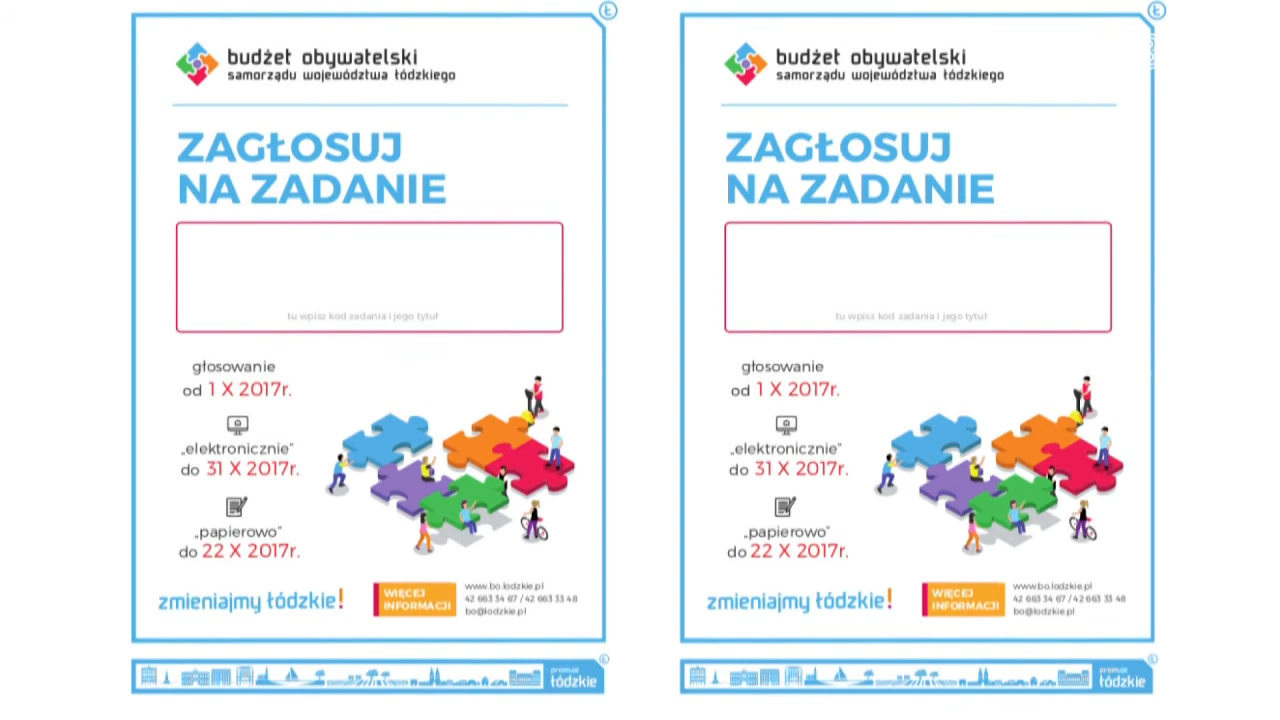 budżet obywatelski
samorządu województwa łódzkiego
ZAGŁOSUJ
NA ZADANIE
tu wpisz kod zadania i jego tytuł
głosowanie
od 1 X 2017r.
„elektronicznie”
do 31 X 2017r.
„papierowo”
do 22 X 2017r.
zmieniajmy łódzkie!
WIĘCEJ
INFORMACJI
www.bo.lodzkie.pl
42 663 34 67 / 42 663 33 48
bo@lodzkie.pl
promuje
łódzkie
budżet obywatelski
samorządu województwa łódzkiego
ZAGŁOSUJ
NA ZADANIE
tu wpisz kod zadania i jego tytuł
głosowanie
od 1 X 2017r.
„elektronicznie”
do 31 X 2017r.
„papierowo”
do 22 X 2017r.
zmieniajmy łódzkie!
WIĘCEJ
INFORMACJI
www.bo.lodzkie.pl
42 663 34 67 / 42 663 33 48
bo@lodzkie.pl
promuje
łódzkie